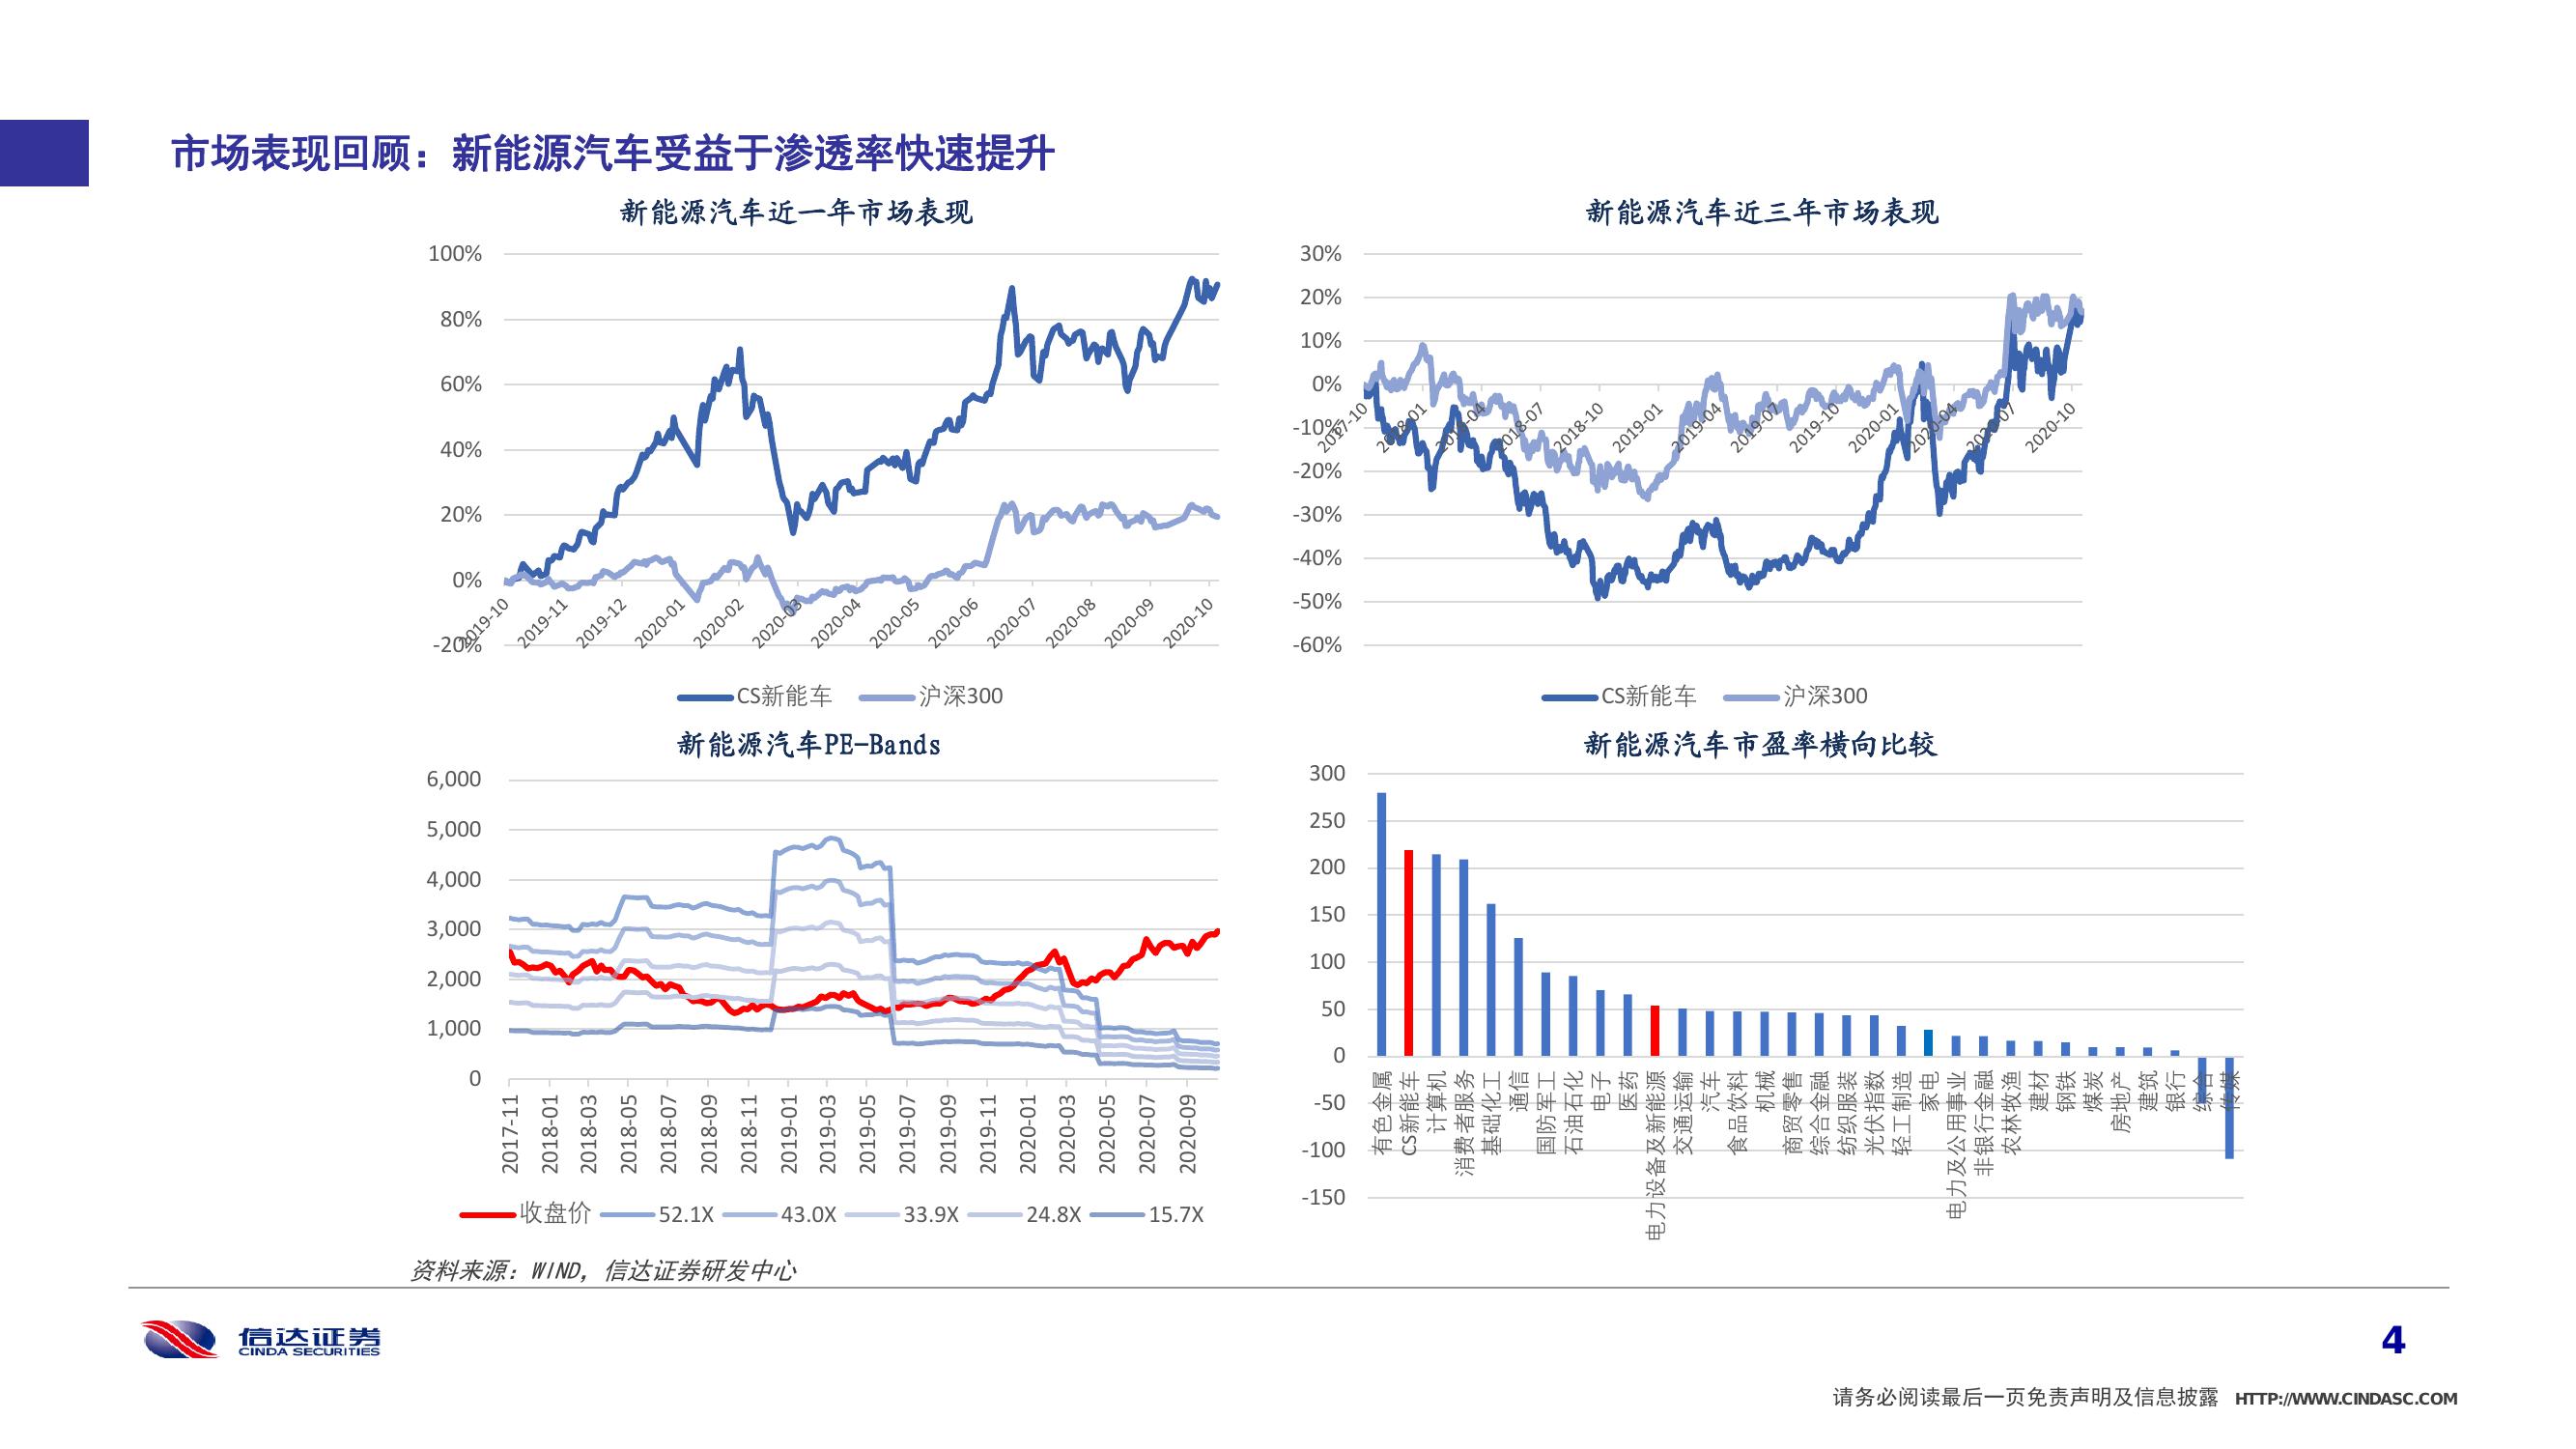 市场表现回顾：新能源汽车受益于渗透率快速提升
新能源汽车近一年市场表现
100%
80%
60%
40%
20%
0%
-20%
2019-10
2019-11
2019-12
2020-01
2020-02
2020-03
2020-04
2020-05
2020-06
2020-07
2020-08
2020-09
2020-10
CS新能车 沪深300
新能源汽车近三年市场表现
30%
20%
10%
0%
-10%
-20%
-30%
-40%
-50%
-60%
2017-10
2018-01
2018-04
2018-07
2018-10
2019-01
2019-04
2019-07
2019-10
2020-01
2020-04
2020-07
2020-10
CS新能车 沪深300
新能源汽车PE-Bands
6,000
5,000
4,000
3,000
2,000
1,000
0
2017-11
2018-01
2018-03
2018-05
2018-07
2018-09
2018-11
2019-01
2019-03
2019-05
2019-07
2019-09
2019-11
2020-01
2020-03
2020-05
2020-07
2020-09
收盘价 52.1X 43.0X 33.9X 24.8X 15.7X
新能源汽车市盈率横向比较
300
250
200
150
100
50
0
-50
-100
-150
有色金属
CS新能车
计算机
消费者服务
基础化工
通信
国防军工
石油石化
电子
医药
电力设备及新能源
交通运输
汽车
食品饮料
机械
商贸零售
综合金融
纺织服装
光伏指数
轻工制造
家电
电力及公用事业
非银行金融
农林牧渔
建材
钢铁
煤炭
房地产
建筑
银行
综合
传媒
资料来源：WIND，信达证券研发中心
信达证券
CINDA SECURITIES
4
请务必阅读最后一页免责声明及信息披露 HTTP://WWW.CINDASC.COM